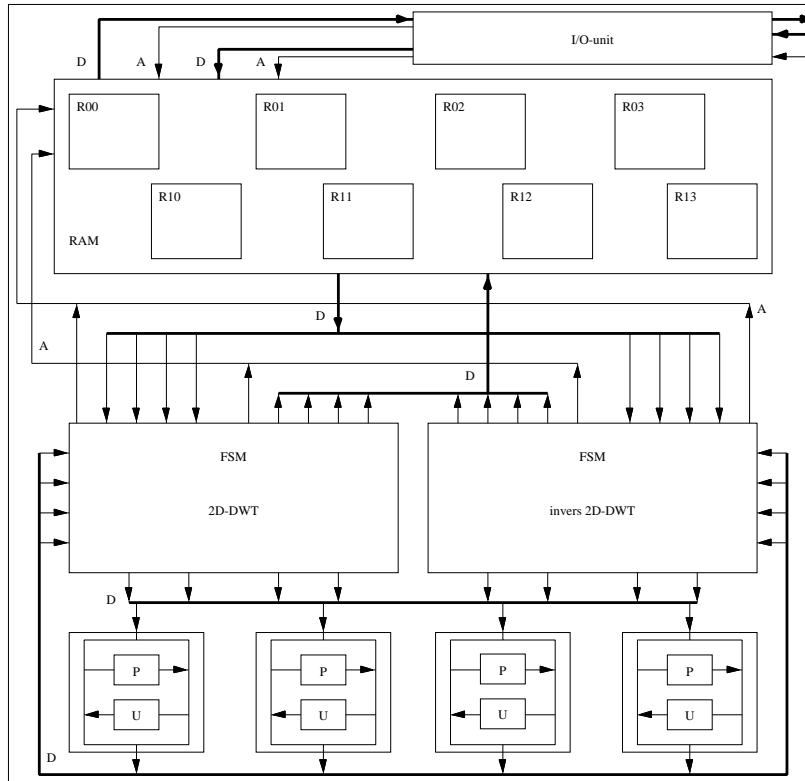 I/O-unit
D
A
D
A
R00
R01
R02
R03
R10
R11
R12
R13
RAM
D
A
A
D
FSM
FSM
2D-DWT
invers 2D-DWT
D
P
P
P
P
U
U
U
U
D